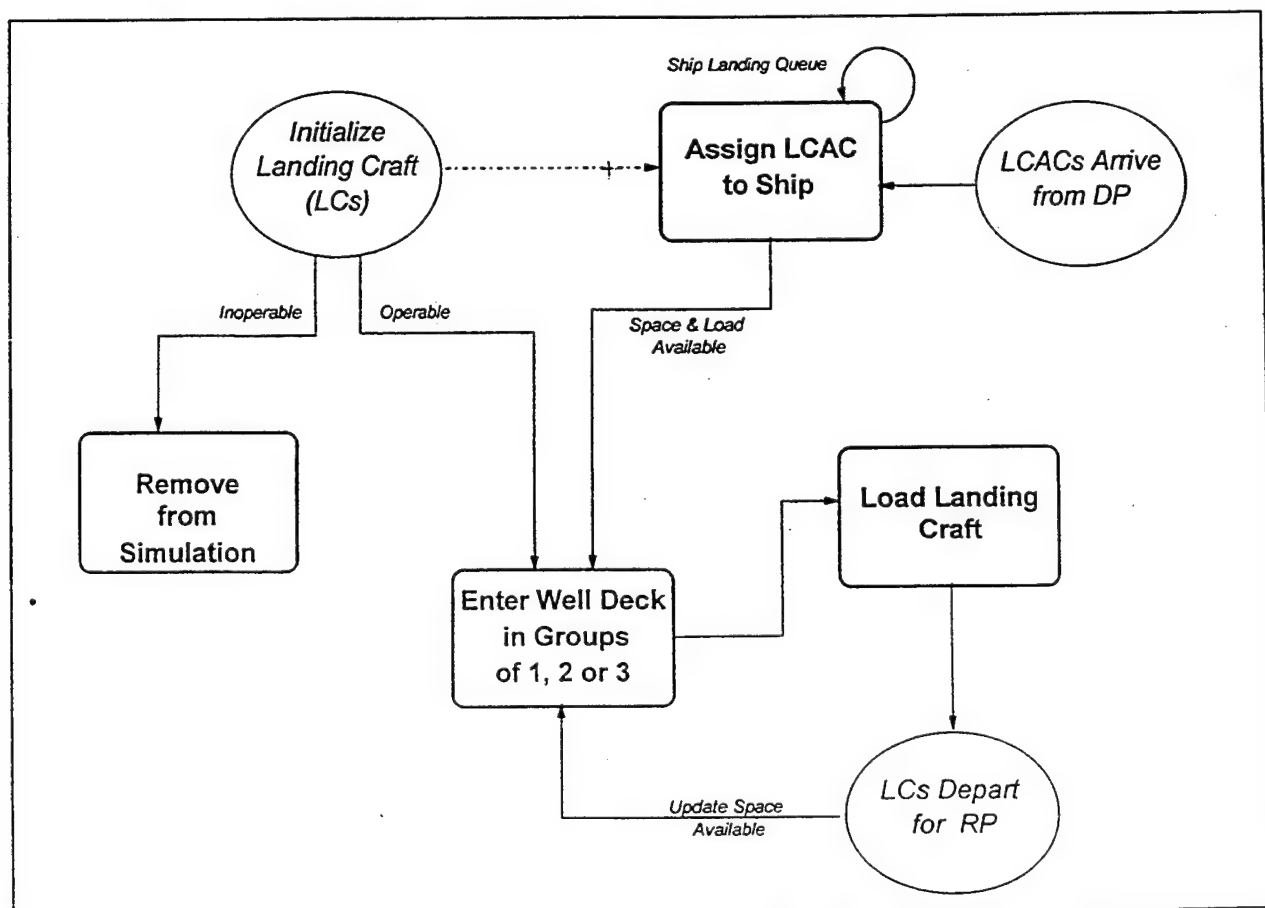 Ship Landing Queue
Initialize
Landing Craft
(LCs)
Assign LCAC
to Ship
LCACs Arrive
from DP
Inoperable
Operable
Space & Load
Available
Remove
from
Simulation
Load Landing
Craft
Enter Well Deck
in Groups
of 1, 2 or 3
LCs Depart
for RP
Update Space
Available